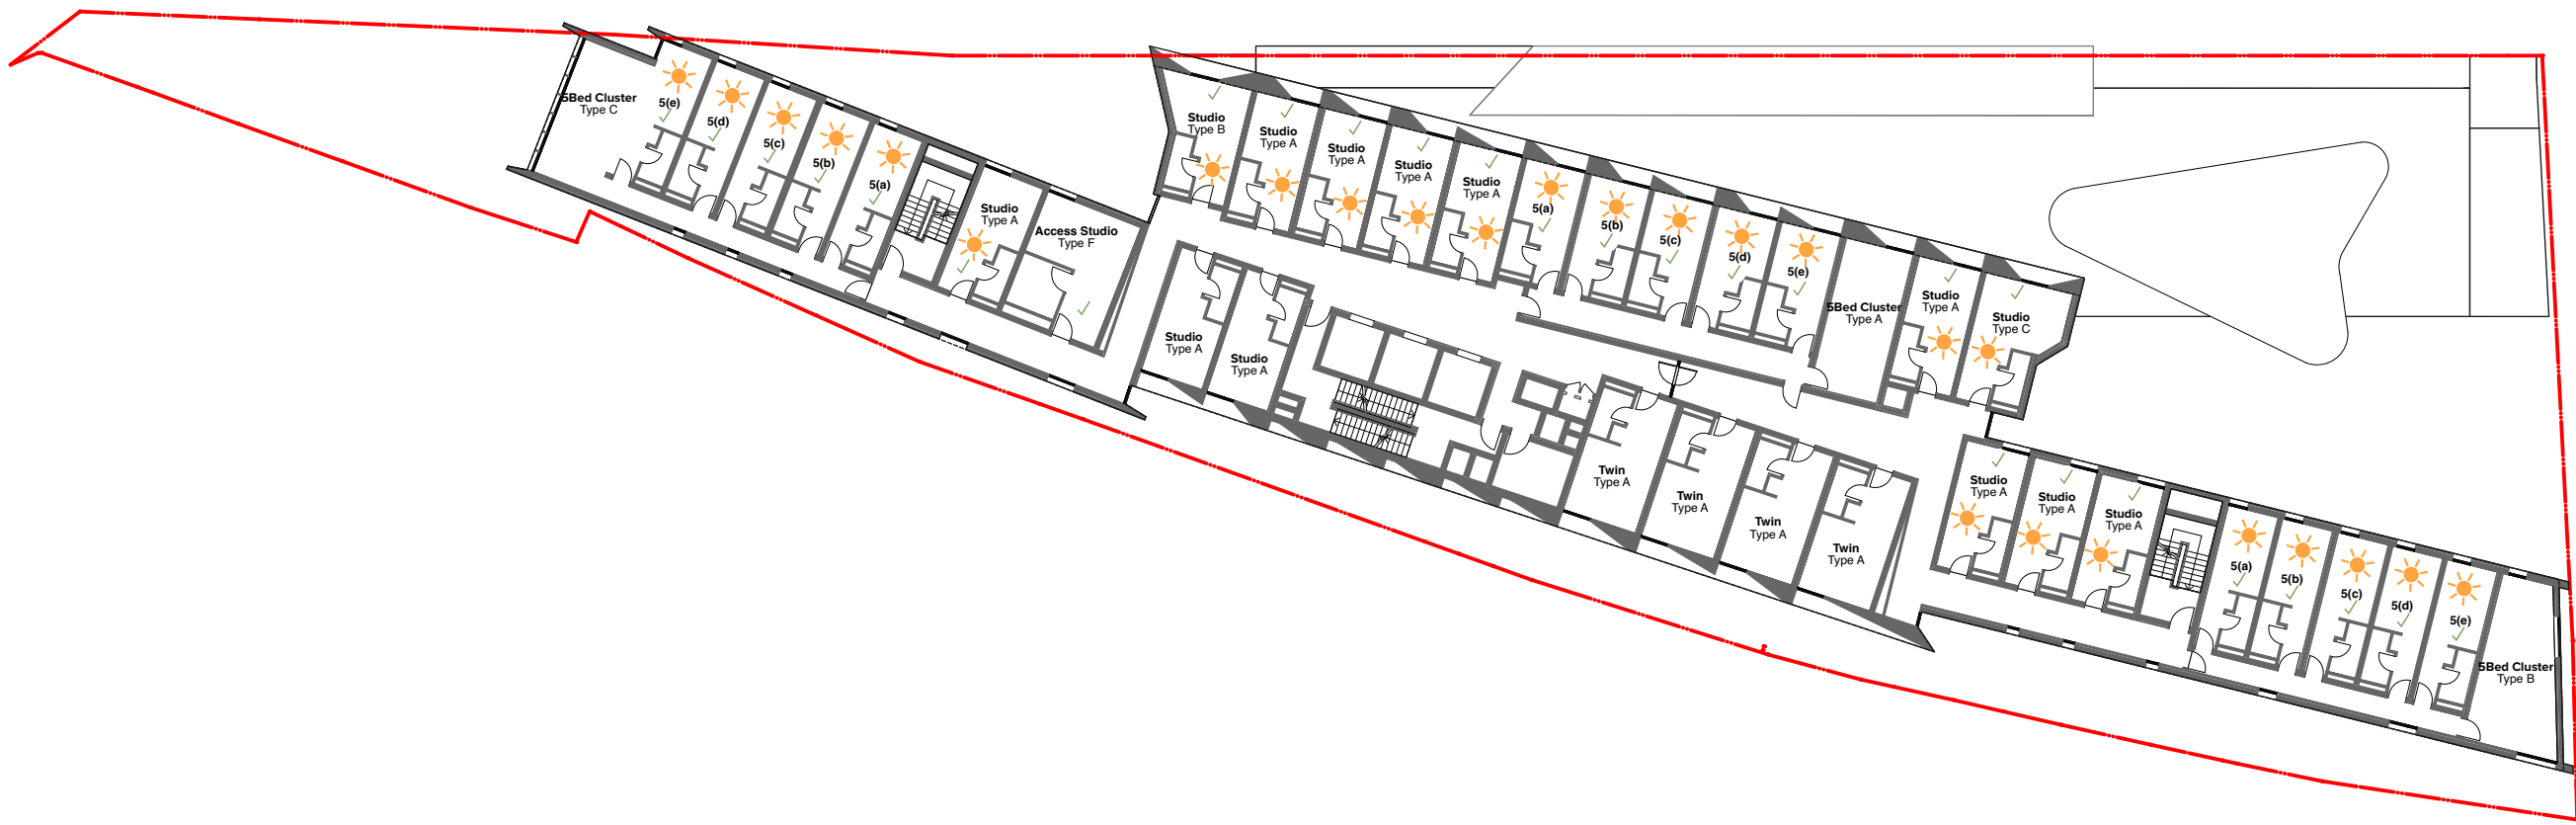 5Bed Cluster
Type C
5(e)
5(d)
5(c)
5(b)
5(a)
Studio
Type A
Access Studio
Type F
Studio
Type B
Studio
Type A
Studio
Type A
Studio
Type A
Studio
Type A
5(a)
5(b)
5(c)
5(d)
5(e)
5Bed Cluster
Type A
Studio
Type A
Studio
Type C
Studio
Type A
Studio
Type A
Twin
Type A
Twin
Type A
Twin
Type A
Twin
Type A
Studio
Type A
Studio
Type A
Studio
Type A
5(a)
5(b)
5(c)
5(d)
5(e)
5Bed Cluster
Type B